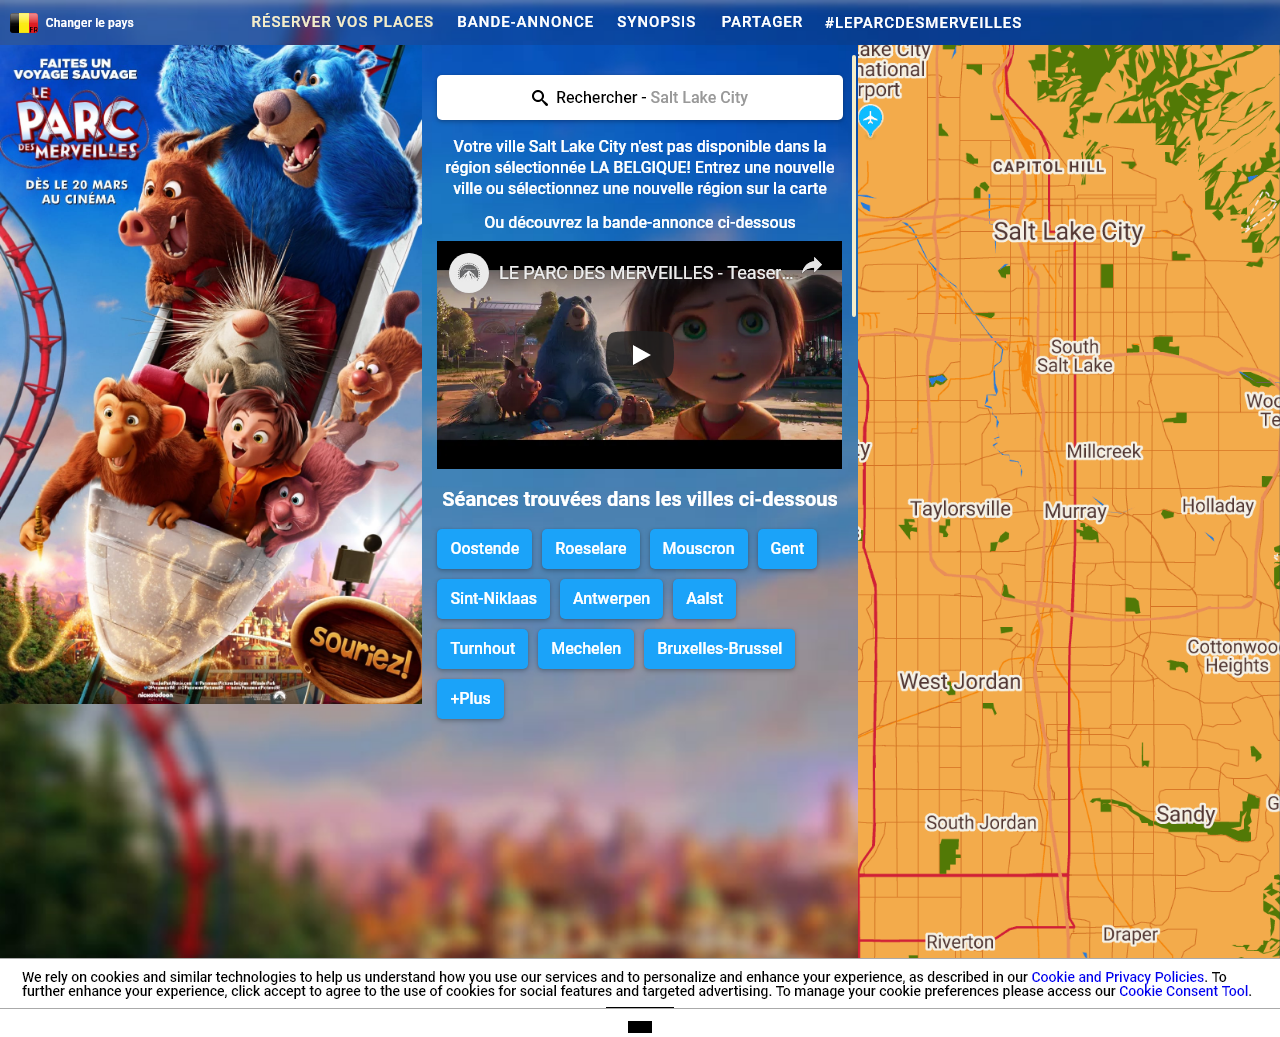 Changer le pays
RÉSERVER VOS PLACES
BANDE-ANNONCE
SYNOPSIS
PARTAGER
#LEPARCDESMERVEILLES
FAITES UN
VOYAGE SAUVAGE
LE
PARC
DES
MERVEILLES
DÈS LE 20 MARS
AU CINÉMA
souriez!
nickelodeon
Rechercher - Salt Lake City
Votre ville Salt Lake City n'est pas disponible dans la
région sélectionnée LA BELGIQUE! Entrez une nouvelle
ville ou sélectionnez une nouvelle région sur la carte
Ou découvrez la bande-annonce ci-dessous
LE PARC DES MERVEILLES - Teaser...
Séances trouvées dans les villes ci-dessous
Oostende
Roeselare
Mouscron
Gent
Sint-Niklaas
Antwerpen
Aalst
Turnhout
Mechelen
Bruxelles-Brussel
+Plus
ake City
national
rport
CAPITOL HILL
Salt Lake City
South
Salt Lake
Woo
Te
Millcreek
ty
Taylorsville
Murray
Holladay
Cottonwood
Heights
West Jordan
South Jordan
Sandy
G
Riverton
Draper
We rely on cookies and similar technologies to help us understand how you use our services and to personalize and enhance your experience, as described in our Cookie and Privacy Policies. To
further enhance your experience, click accept to agree to the use of cookies for social features and targeted advertising. To manage your cookie preferences please access our Cookie Consent Tool.